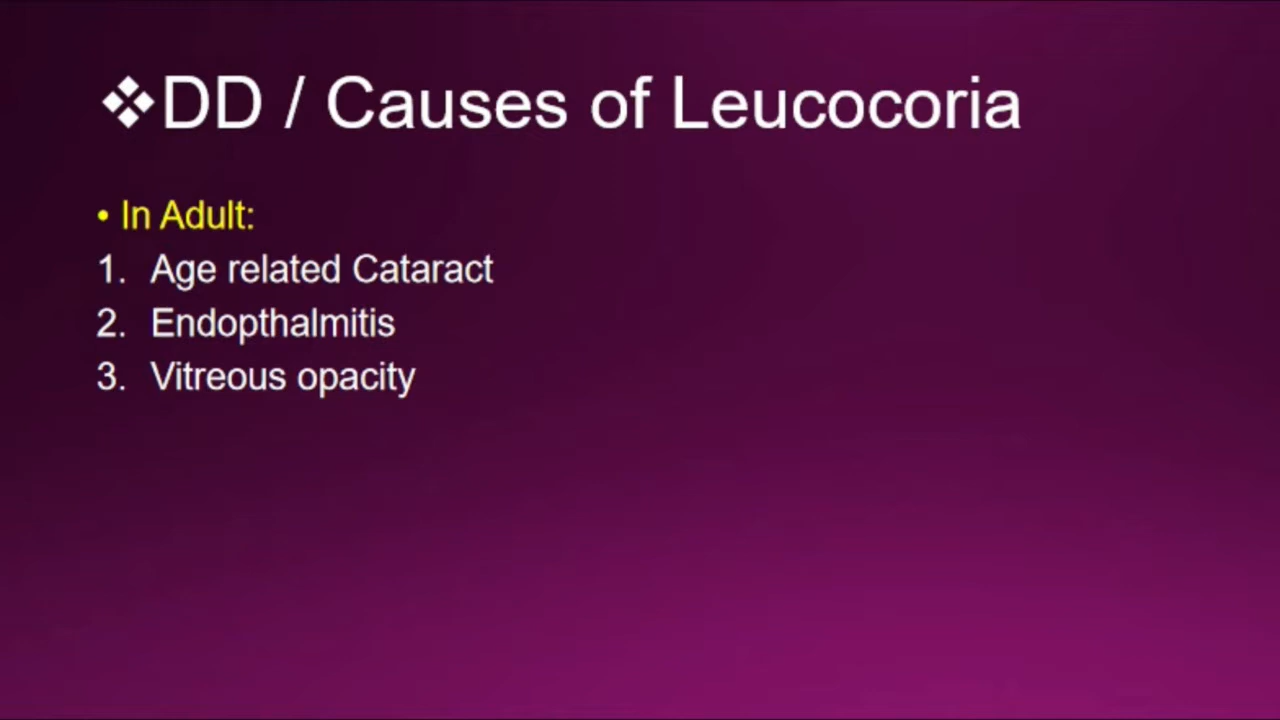 ❖DD / Causes of Leucocoria
• In Adult:
1. Age related Cataract
2. Endopthalmitis
3. Vitreous opacity